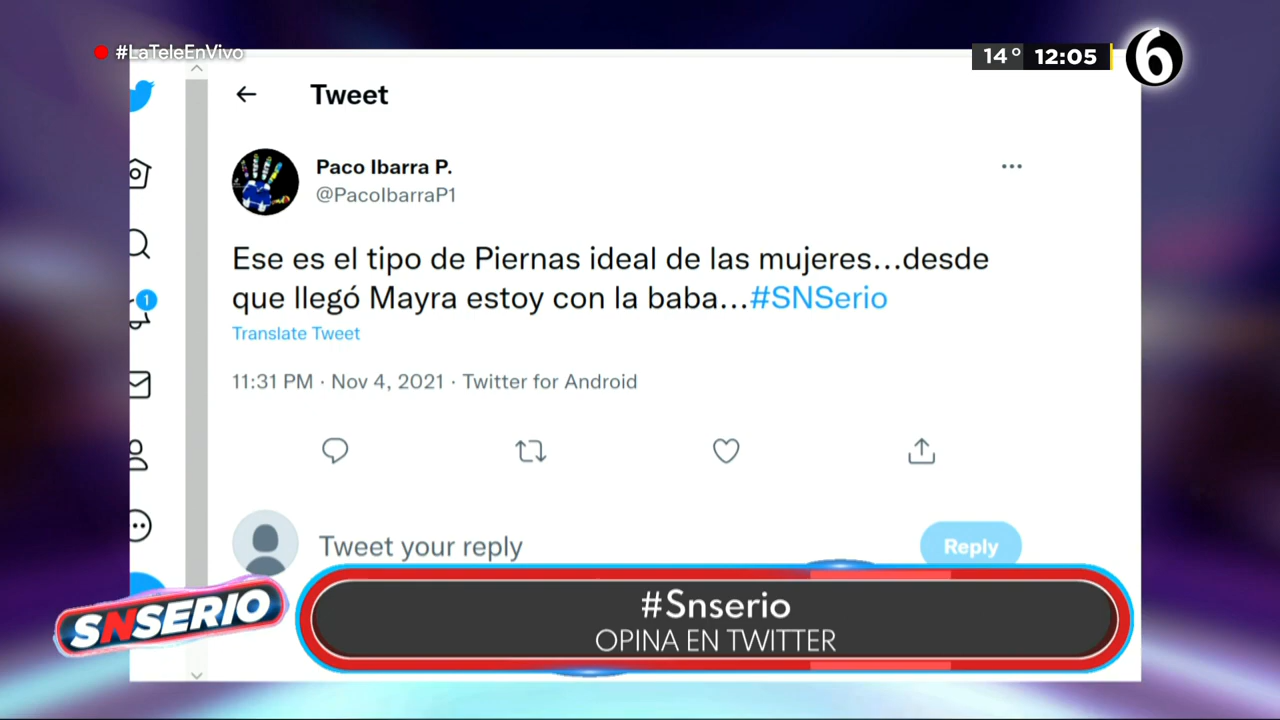 #LaTeleEnVivo
14° 12:05
6
Tweet
Paco Ibarra P.
@PacoIbarraP1
Ese es el tipo de Piernas ideal de las mujeres...desde
que llegó Mayra estoy con la baba...#SNSerio
Translate Tweet
11:31 PM · Nov 4, 2021 · Twitter for Android
1
Tweet your reply
Reply
SNSERIO
#Snserio
OPINA EN TWITTER